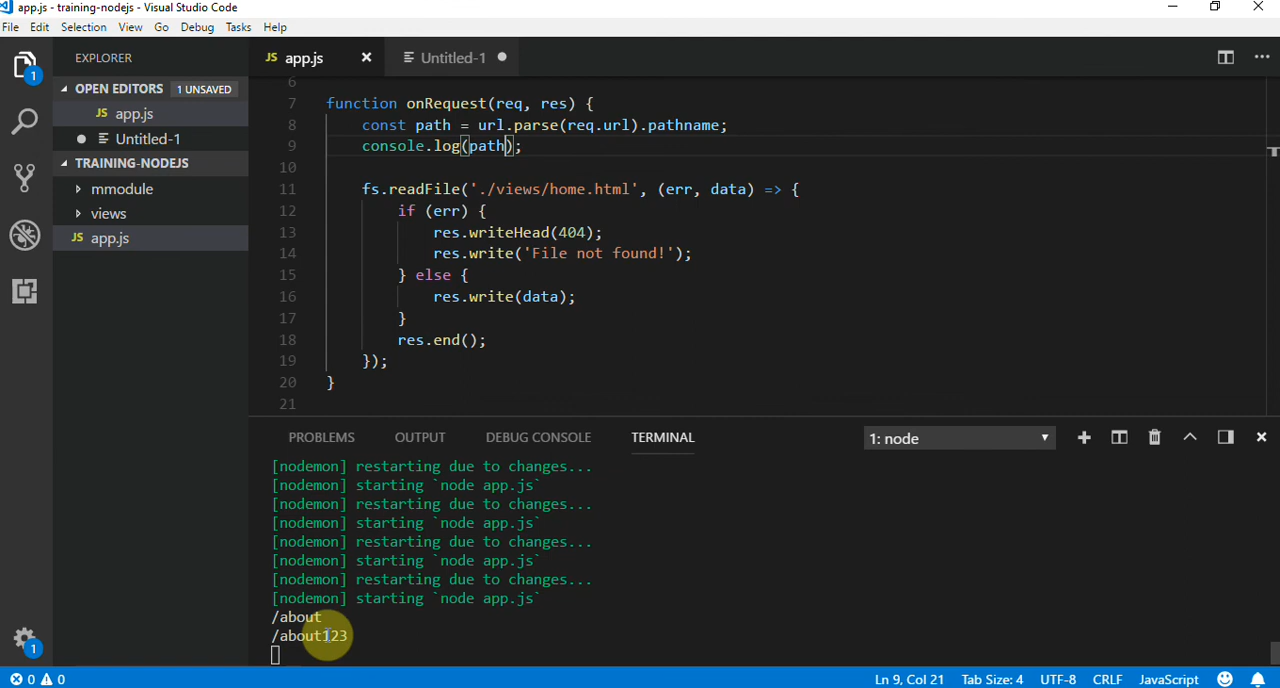 app.js - training-nodejs - Visual Studio Code
File Edit Selection View Go Debug Tasks Help
EXPLORER
OPEN EDITORS 1 UNSAVED
JS app.js
Untitled-1
TRAINING-NODEJS
mmodule
views
JS app.js
1
1
JS app.js
Untitled-1
6
7 function onRequest(req, res) {
8 const path = url.parse(req.url).pathname;
9 console.log(path);
10
11 fs.readFile('./views/home.html', (err, data) => {
12 if (err) {
13 res.writeHead(404);
14 res.write('File not found!');
15 } else {
16 res.write(data);
17 }
18 res.end();
19 });
20 }
21
PROBLEMS OUTPUT DEBUG CONSOLE TERMINAL 1: node
[nodemon] restarting due to changes...
[nodemon] starting `node app.js`
[nodemon] restarting due to changes...
[nodemon] starting `node app.js`
[nodemon] restarting due to changes...
[nodemon] starting `node app.js`
[nodemon] restarting due to changes...
[nodemon] starting `node app.js`
/about
/about123
0 0 Ln 9, Col 21 Tab Size: 4 UTF-8 CRLF JavaScript